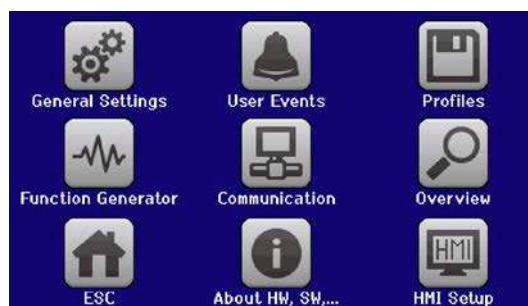 General Settings
User Events
Profiles
Function Generator
Communication
Overview
HMI
ESC
About HW, SW,...
HMI Setup